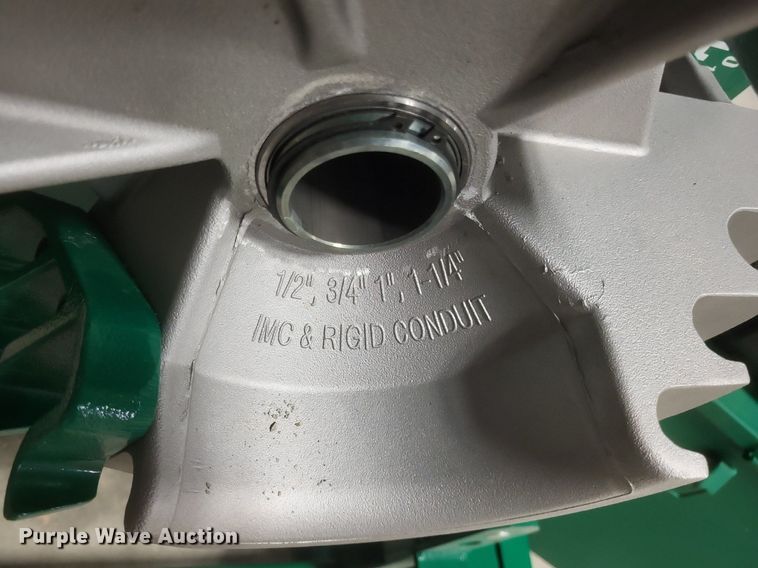 1/2", 3/4" 1", 1-1/4"
IMC & RIGID CONDUIT
Purple Wave Auction